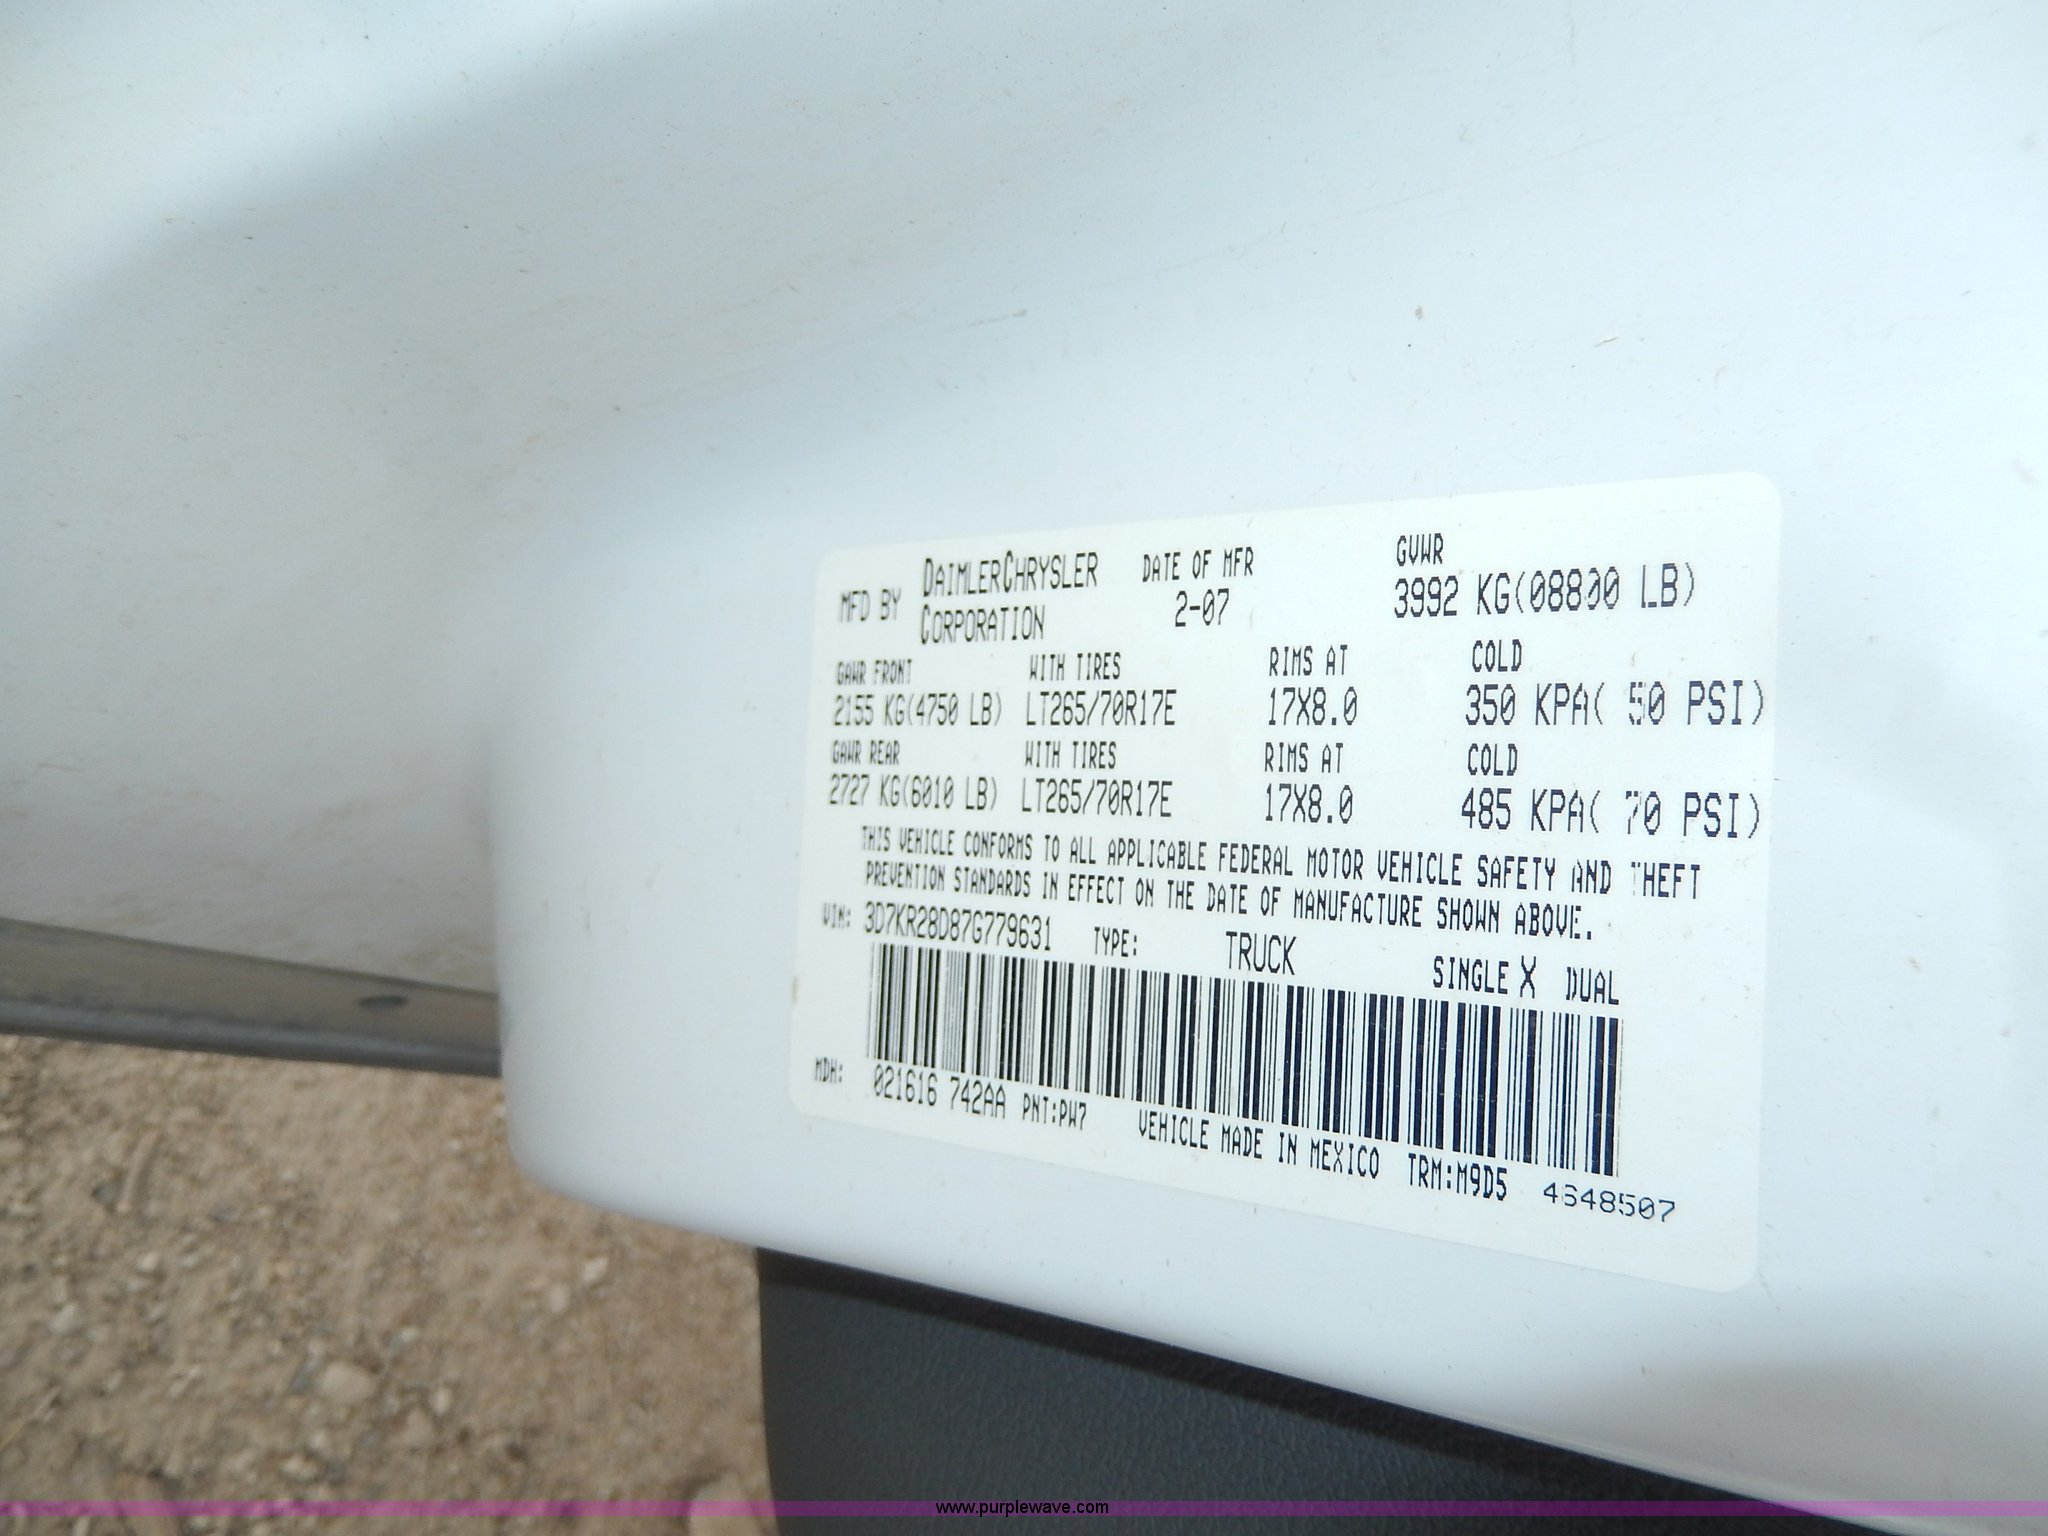 MFD BY DAIMLERCHRYSLER CORPORATION DATE OF MFR 2-07 GVWR 3992 KG(08800 LB)
GAWR FRONT WITH TIRES RIMS AT COLD
2155 KG(4750 LB) LT265/70R17E 17X8.0 350 KPA( 50 PSI)
GAWR REAR WITH TIRES RIMS AT COLD
2727 KG(6010 LB) LT265/70R17E 17X8.0 485 KPA( 70 PSI)
THIS VEHICLE CONFORMS TO ALL APPLICABLE FEDERAL MOTOR VEHICLE SAFETY AND THEFT
PREVENTION STANDARDS IN EFFECT ON THE DATE OF MANUFACTURE SHOWN ABOVE.
VIN: 3D7KR28D87G779631 TYPE: TRUCK SINGLE X DUAL
MDH: 021616 742AA PNT:PW7 VEHICLE MADE IN MEXICO TRM:M9D5 4648507
www.purplewave.com